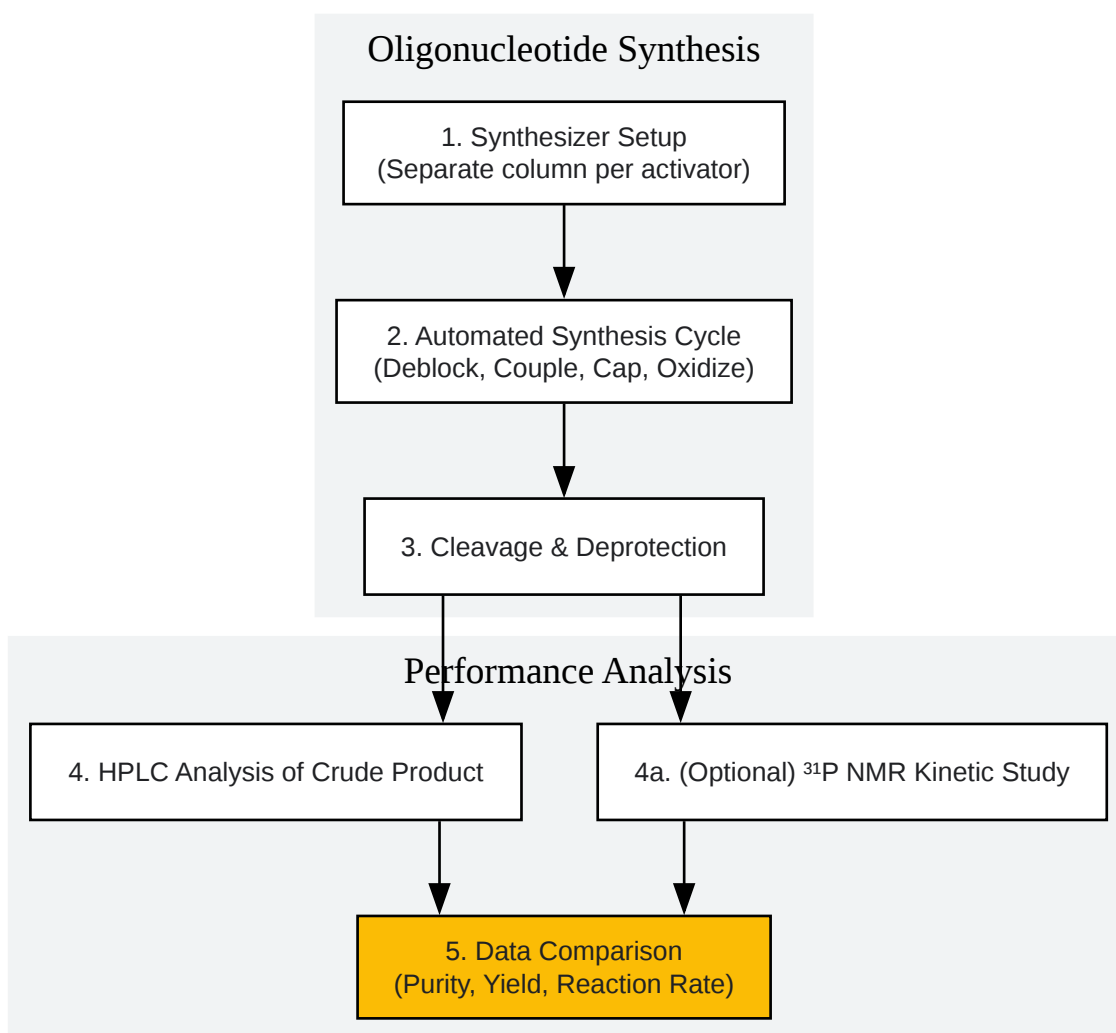 Oligonucleotide Synthesis
1. Synthesizer Setup
(Separate column per activator)
2. Automated Synthesis Cycle
(Deblock, Couple, Cap, Oxidize)
3. Cleavage & Deprotection
Performance Analysis
4. HPLC Analysis of Crude Product
4a. (Optional) ³¹P NMR Kinetic Study
5. Data Comparison
(Purity, Yield, Reaction Rate)